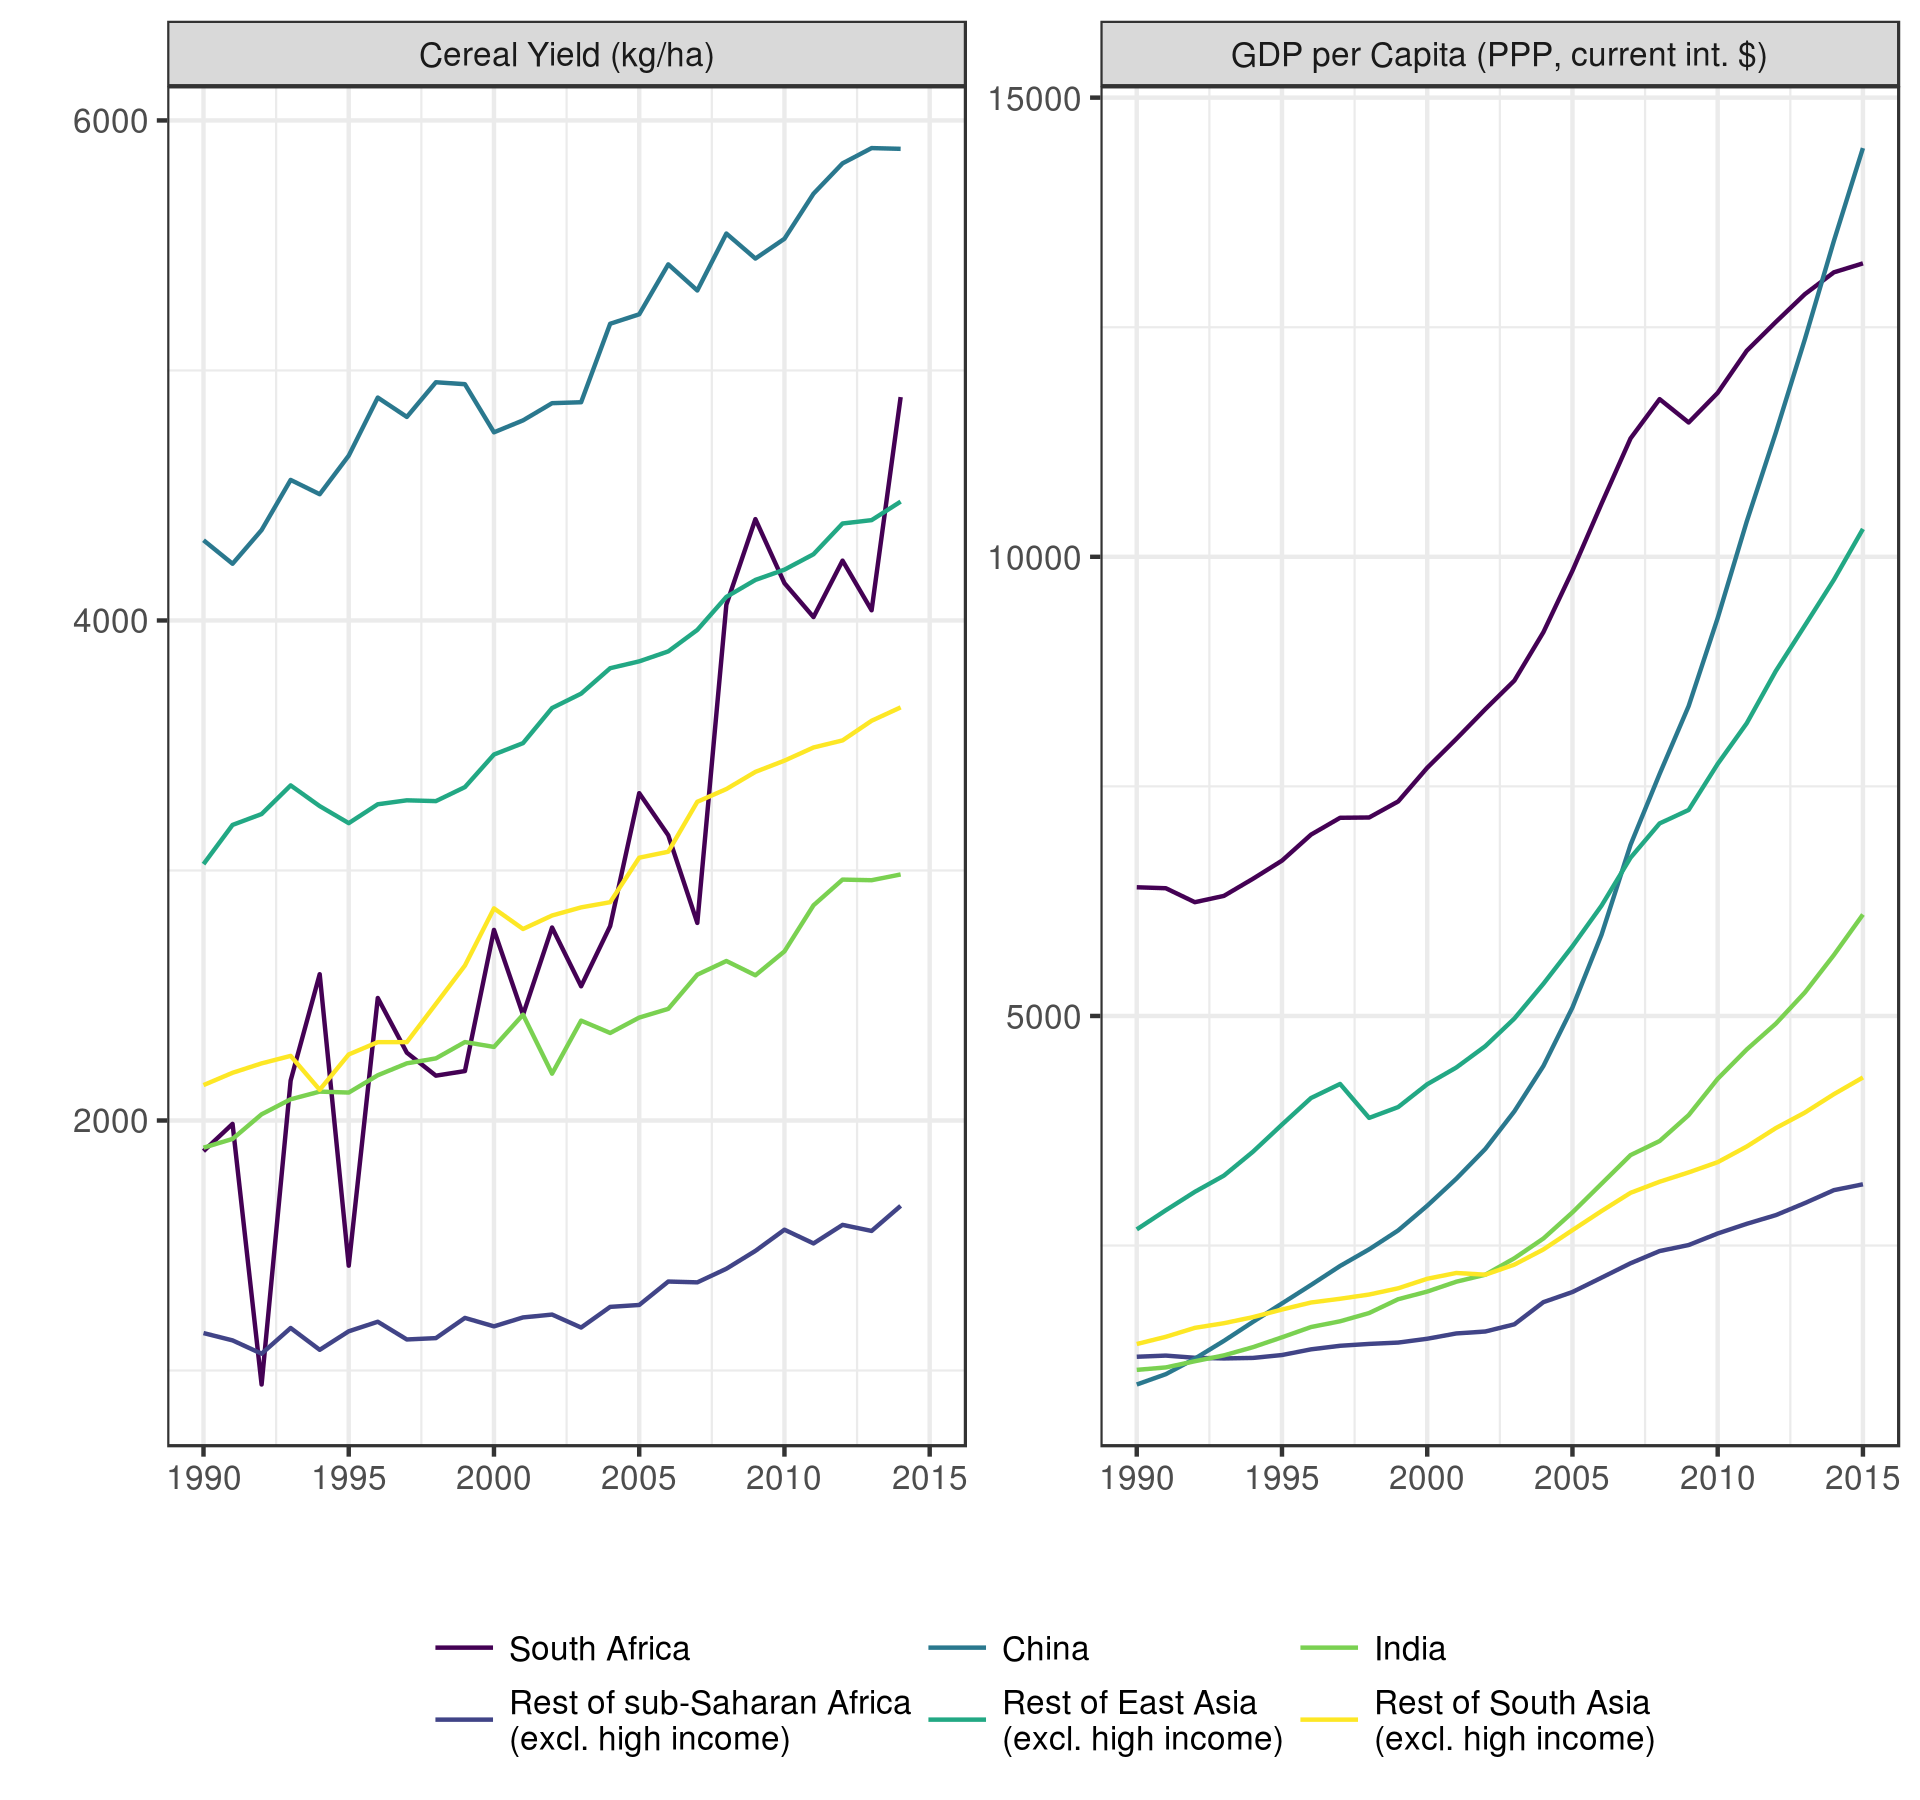 Cereal Yield (kg/ha)
GDP per Capita (PPP, current int. $)
6000
4000
2000
15000
10000
5000
1990 1995 2000 2005 2010 2015
1990 1995 2000 2005 2010 2015
South Africa
China
India
Rest of sub-Saharan Africa
(excl. high income)
Rest of East Asia
(excl. high income)
Rest of South Asia
(excl. high income)